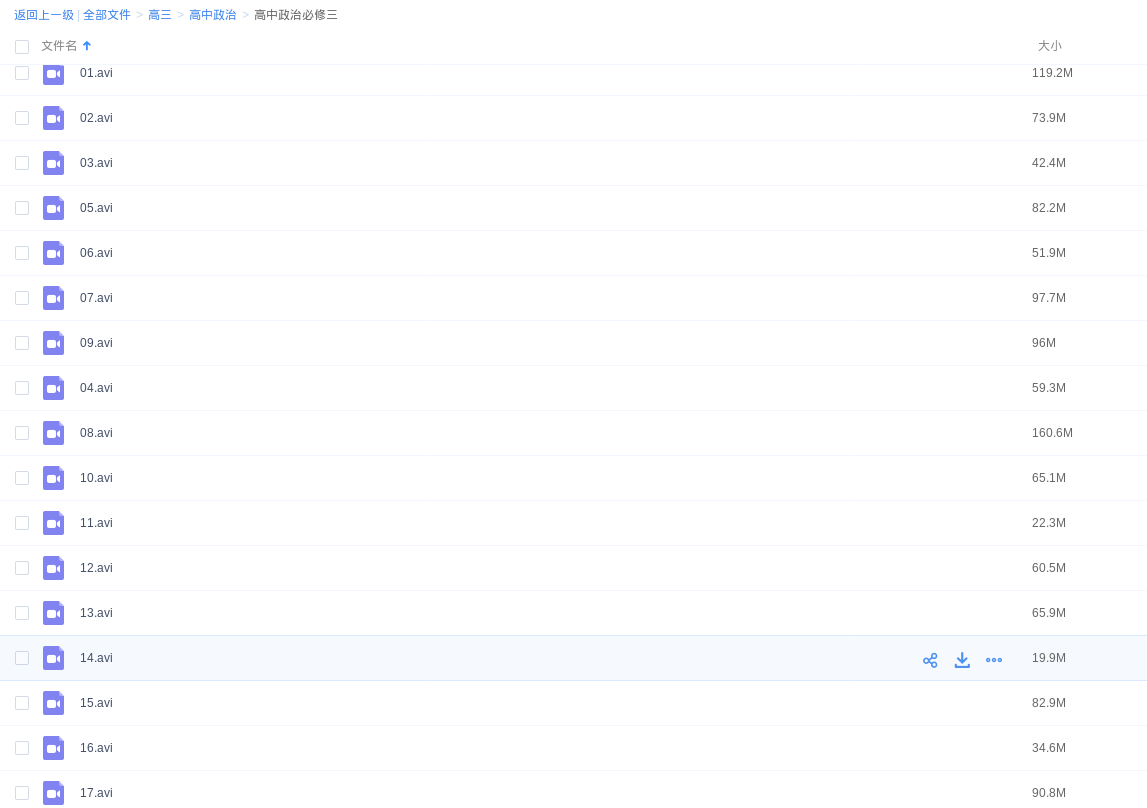 返回上一级 | 全部文件 > 高三 > 高中政治 > 高中政治必修三
文件名 大小
01.avi 119.2M
02.avi 73.9M
03.avi 42.4M
05.avi 82.2M
06.avi 51.9M
07.avi 97.7M
09.avi 96M
04.avi 59.3M
08.avi 160.6M
10.avi 65.1M
11.avi 22.3M
12.avi 60.5M
13.avi 65.9M
14.avi 19.9M
15.avi 82.9M
16.avi 34.6M
17.avi 90.8M